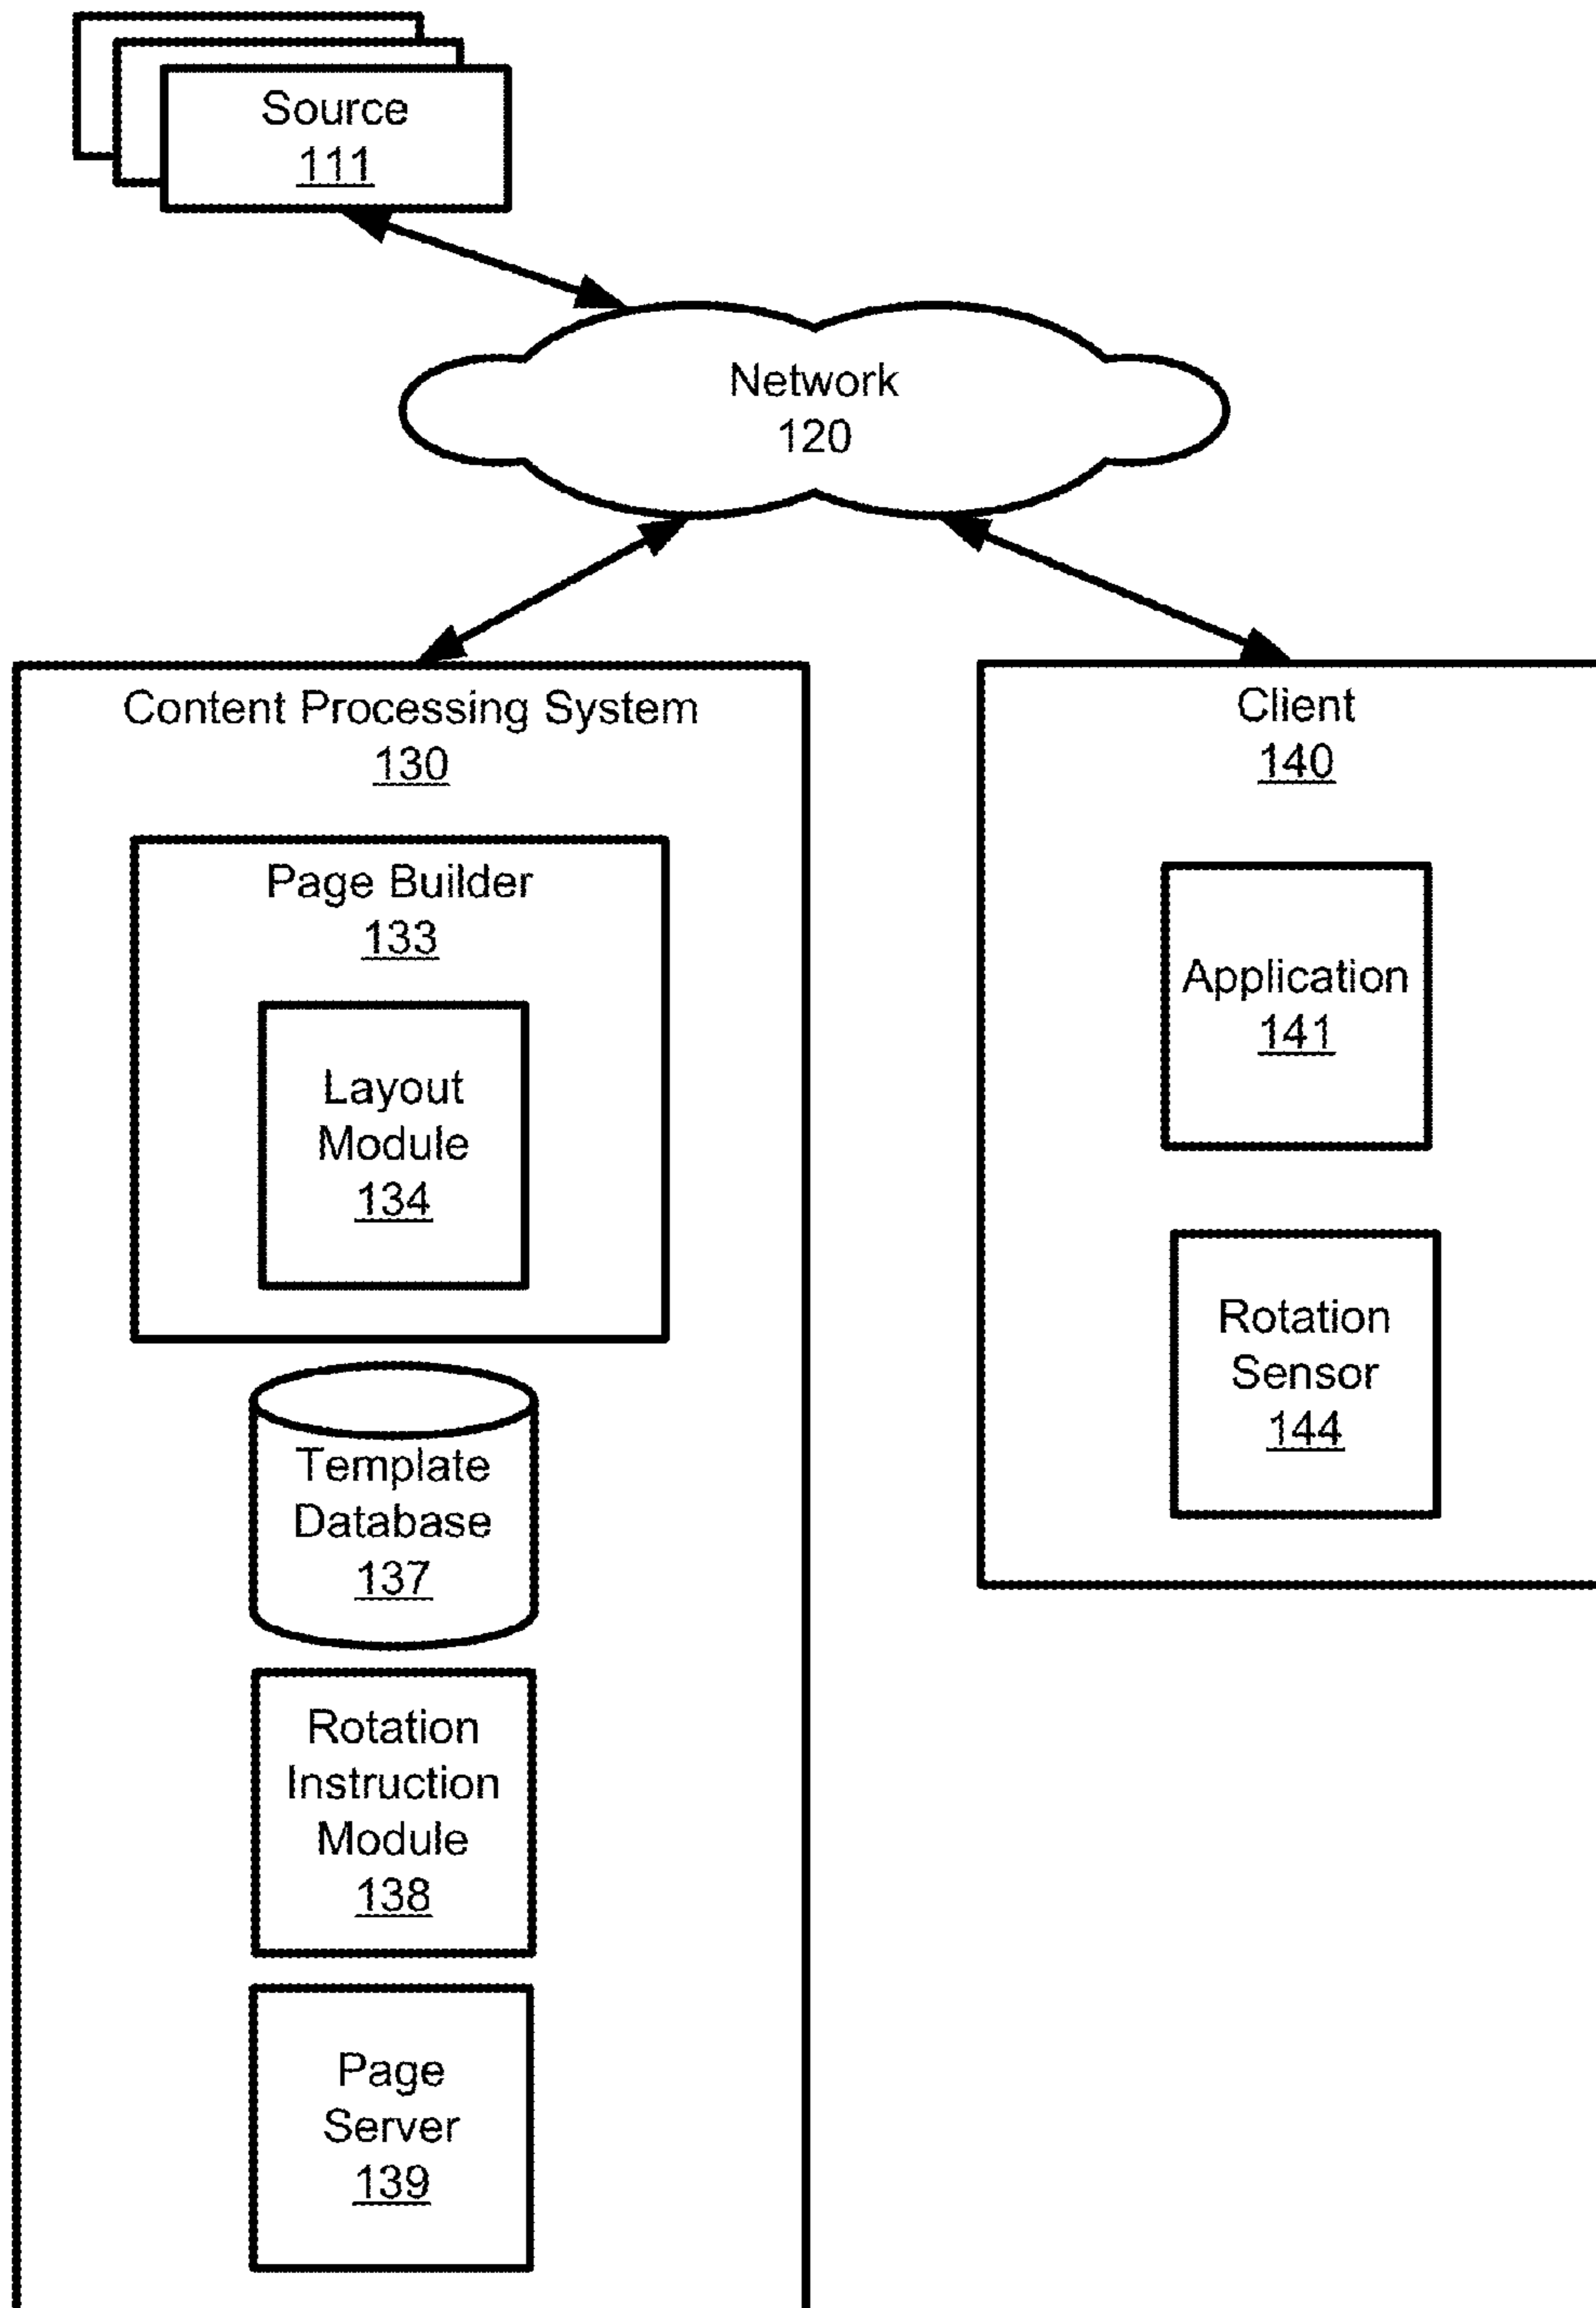 Source
111
Network
120
Content Processing System
130
Page Builder
133
Layout
Module
134
Template
Database
137
Rotation
Instruction
Module
138
Page
Server
139
Client
140
Application
141
Rotation
Sensor
144